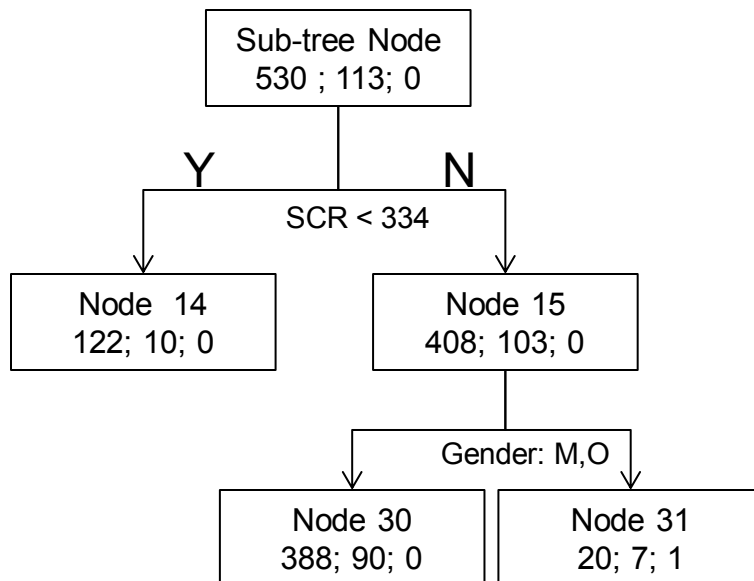 Sub-tree Node
530 ; 113; 0
Y
N
SCR < 334
Node 14
122; 10; 0
Node 15
408; 103; 0
Gender: M,O
Node 30
388; 90; 0
Node 31
20; 7; 1